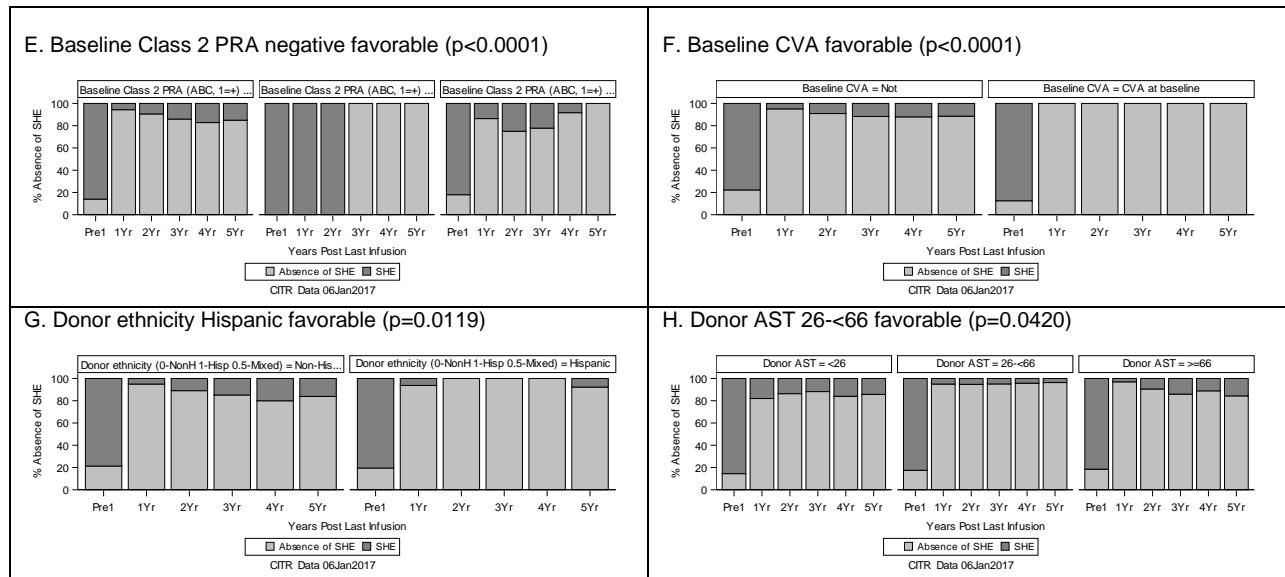 E. Baseline Class 2 PRA negative favorable (p<0.0001)
Baseline Class 2 PRA (ABC, 1=+) ...
Baseline Class 2 PRA (ABC, 1=+) ...
Baseline Class 2 PRA (ABC, 1=+) ...
% Absence of SHE
100
80
60
40
20
0
Pre1 1Yr 2Yr 3Yr 4Yr 5Yr
Pre1 1Yr 2Yr 3Yr 4Yr 5Yr
Pre1 1Yr 2Yr 3Yr 4Yr 5Yr
Years Post Last Infusion
Absence of SHE SHE
CITR Data 06Jan2017
F. Baseline CVA favorable (p<0.0001)
Baseline CVA = Not
Baseline CVA = CVA at baseline
% Absence of SHE
100
80
60
40
20
0
Pre1 1Yr 2Yr 3Yr 4Yr 5Yr
Pre1 1Yr 2Yr 3Yr 4Yr 5Yr
Years Post Last Infusion
Absence of SHE SHE
CITR Data 06Jan2017
G. Donor ethnicity Hispanic favorable (p=0.0119)
Donor ethnicity (0-NonH 1-Hisp 0.5-Mixed) = Non-His...
Donor ethnicity (0-NonH 1-Hisp 0.5-Mixed) = Hispanic
% Absence of SHE
100
80
60
40
20
0
Pre1 1Yr 2Yr 3Yr 4Yr 5Yr
Pre1 1Yr 2Yr 3Yr 4Yr 5Yr
Years Post Last Infusion
Absence of SHE SHE
CITR Data 06Jan2017
H. Donor AST 26-<66 favorable (p=0.0420)
Donor AST = <26
Donor AST = 26-<66
Donor AST = >=66
% Absence of SHE
100
80
60
40
20
0
Pre1 1Yr 2Yr 3Yr 4Yr 5Yr
Pre1 1Yr 2Yr 3Yr 4Yr 5Yr
Pre1 1Yr 2Yr 3Yr 4Yr 5Yr
Years Post Last Infusion
Absence of SHE SHE
CITR Data 06Jan2017